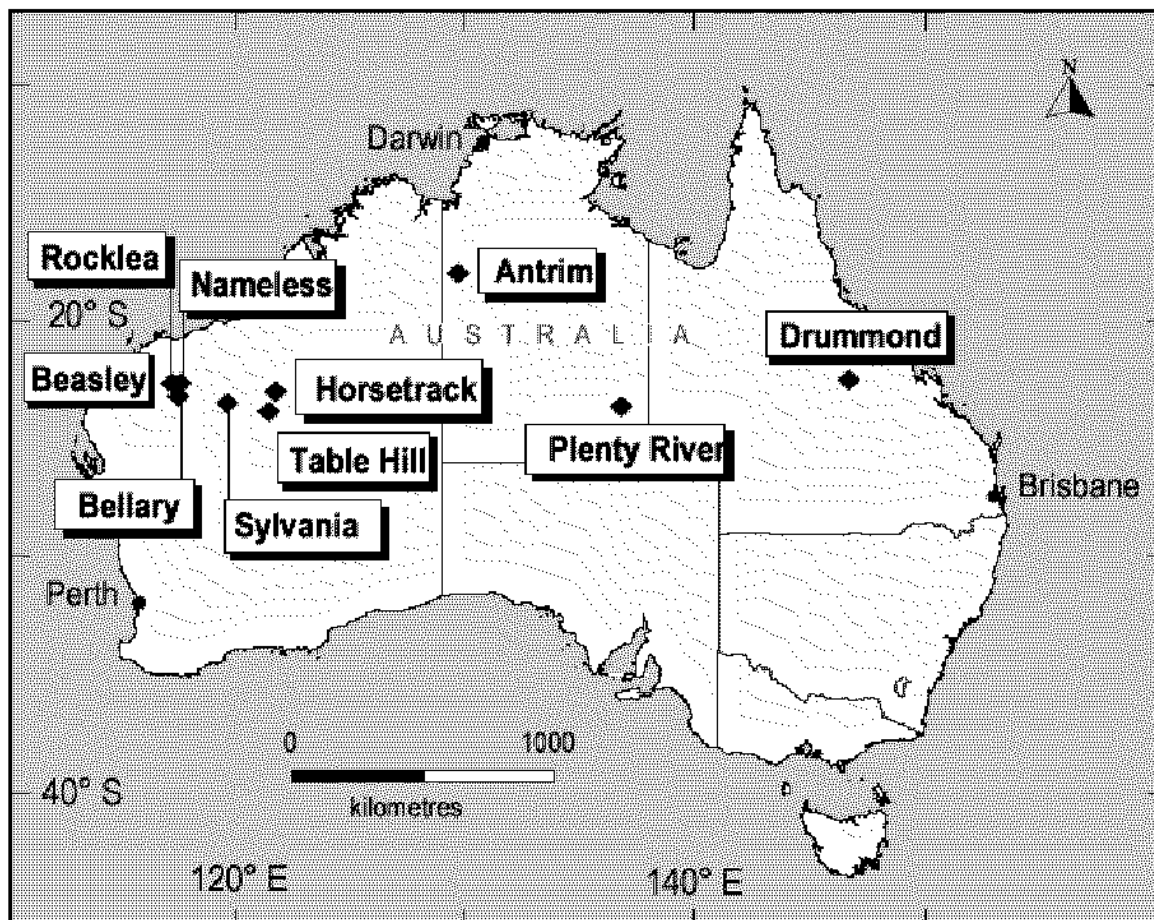 N
Darwin
Rocklea
Nameless
Antrim
20° S
AUSTRALIA
Drummond
Beasley
Horsetrack
Table Hill
Plenty River
Bellary
Sylvania
Brisbane
Perth
0 1000
kilometres
40° S
120° E
140° E